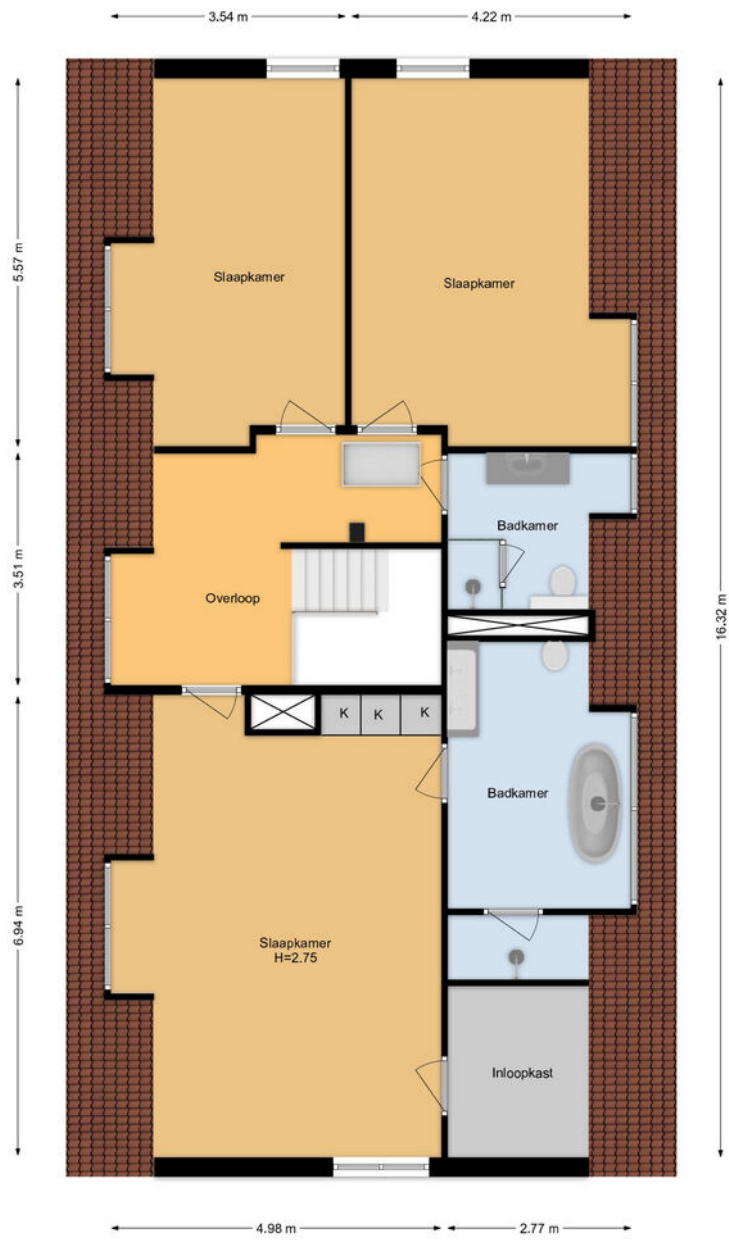 3.54 m
4.22 m
5.57 m
Slaapkamer
Slaapkamer
3.51 m
Badkamer
Overloop
16.32 m
K K K
Badkamer
6.94 m
Slaapkamer
H=2.75
Inloopkast
4.98 m
2.77 m